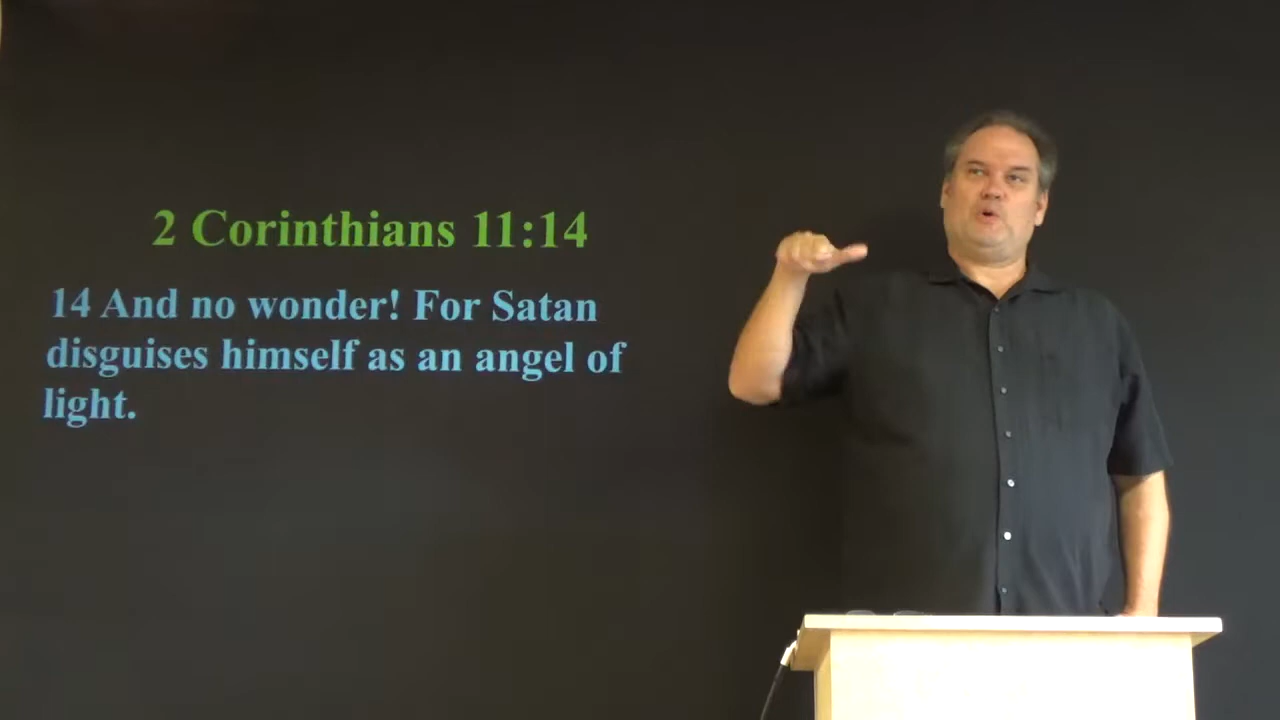 2 Corinthians 11:14
14 And no wonder! For Satan
disguises himself as an angel of
light.